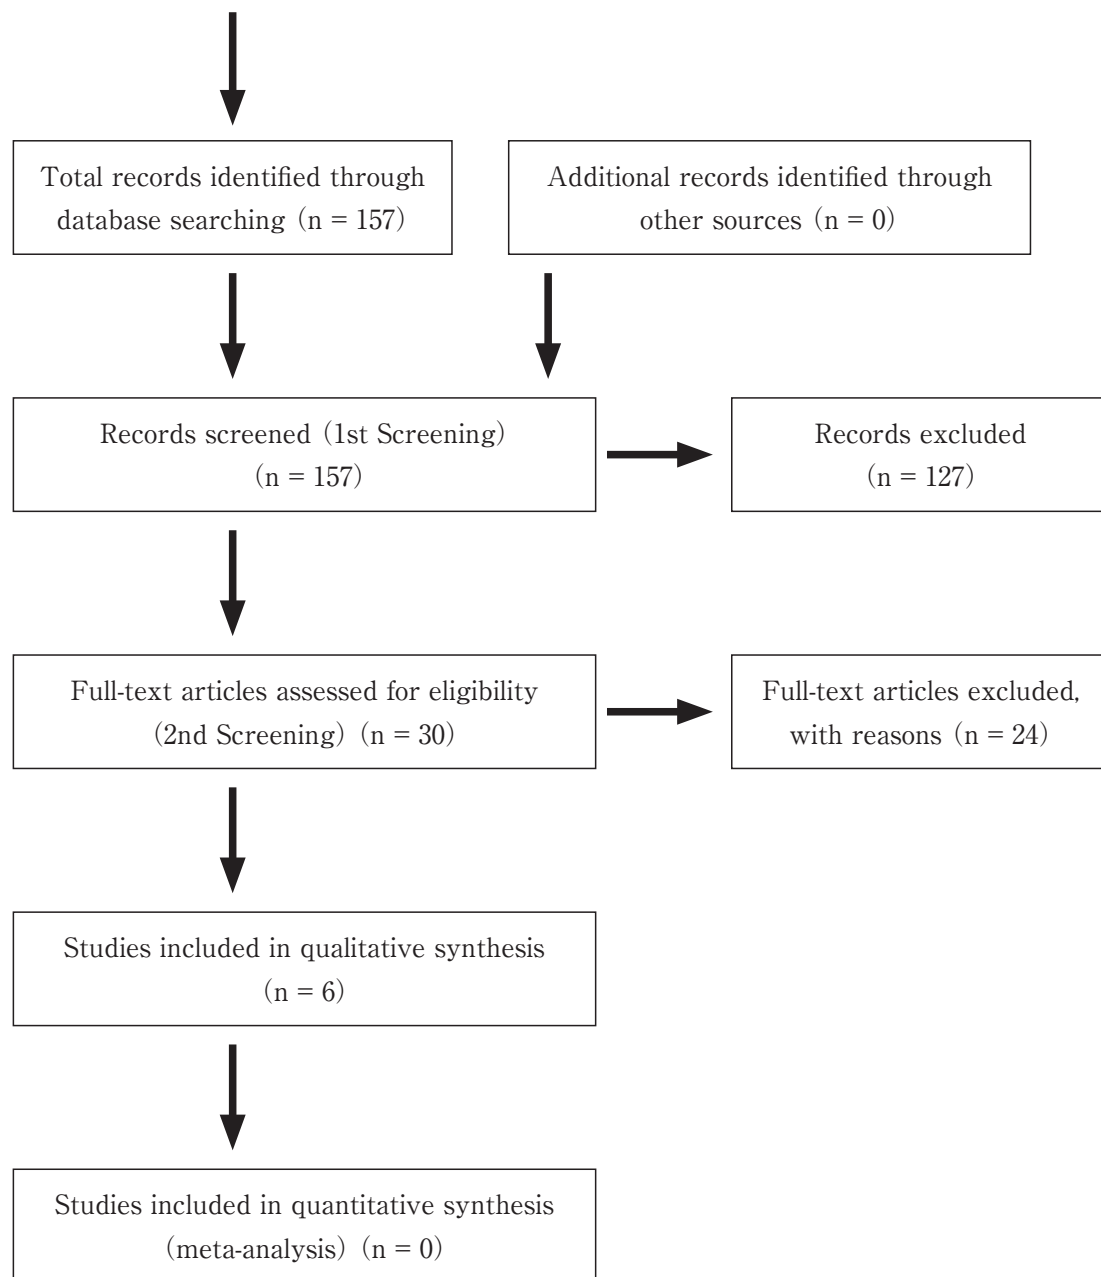 Total records identified through
database searching (n = 157)
Additional records identified through
other sources (n = 0)
Records screened (1st Screening)
(n = 157)
Records excluded
(n = 127)
Full-text articles assessed for eligibility
(2nd Screening) (n = 30)
Full-text articles excluded,
with reasons (n = 24)
Studies included in qualitative synthesis
(n = 6)
Studies included in quantitative synthesis
(meta-analysis) (n = 0)